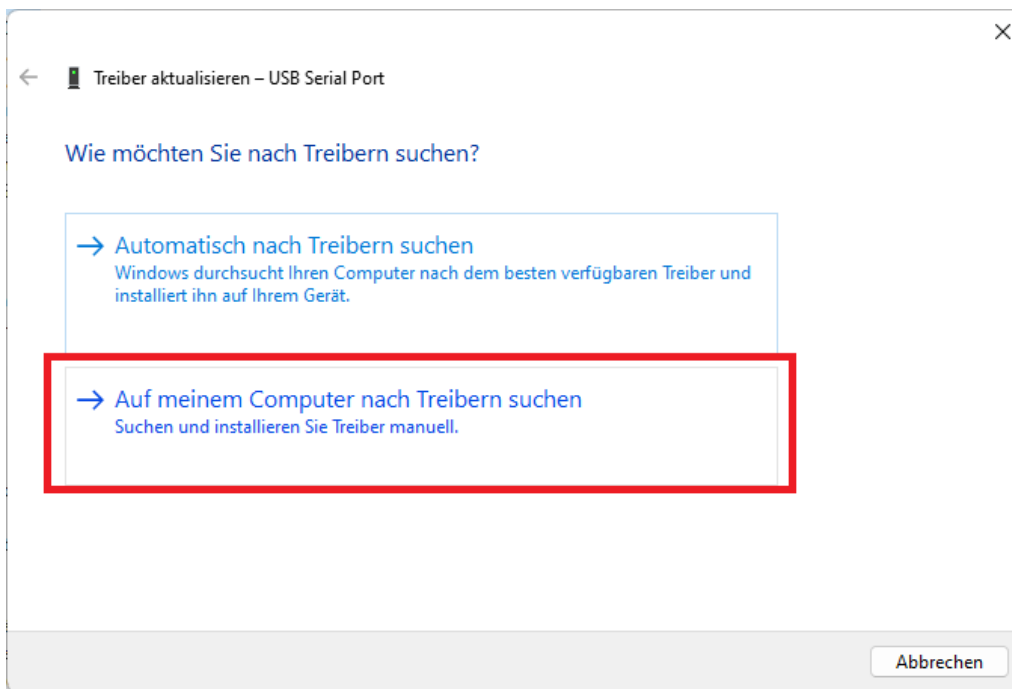 Treiber aktualisieren – USB Serial Port
Wie möchten Sie nach Treibern suchen?
Automatisch nach Treibern suchen
Windows durchsucht Ihren Computer nach dem besten verfügbaren Treiber und
installiert ihn auf Ihrem Gerät.
Auf meinem Computer nach Treibern suchen
Suchen und installieren Sie Treiber manuell.
Abbrechen